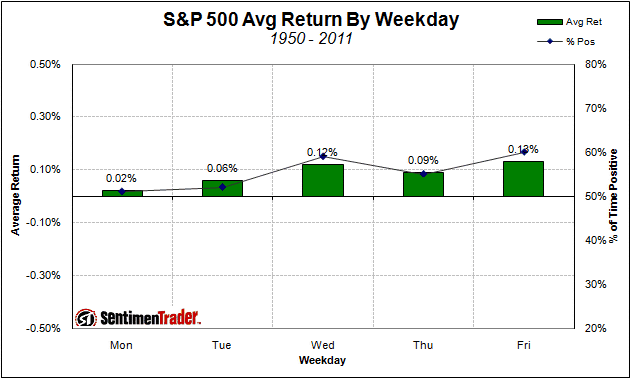 S&P 500 Avg Return By Weekday
1950 - 2011
Avg Ret
% Pos
0.50%
0.30%
0.10%
-0.10%
-0.30%
-0.50%
Average Return
0.02%
0.06%
0.12%
0.09%
0.13%
80%
70%
60%
50%
40%
30%
20%
% of Time Positive
SentimenTrader
Mon Tue Wed Thu Fri
Weekday